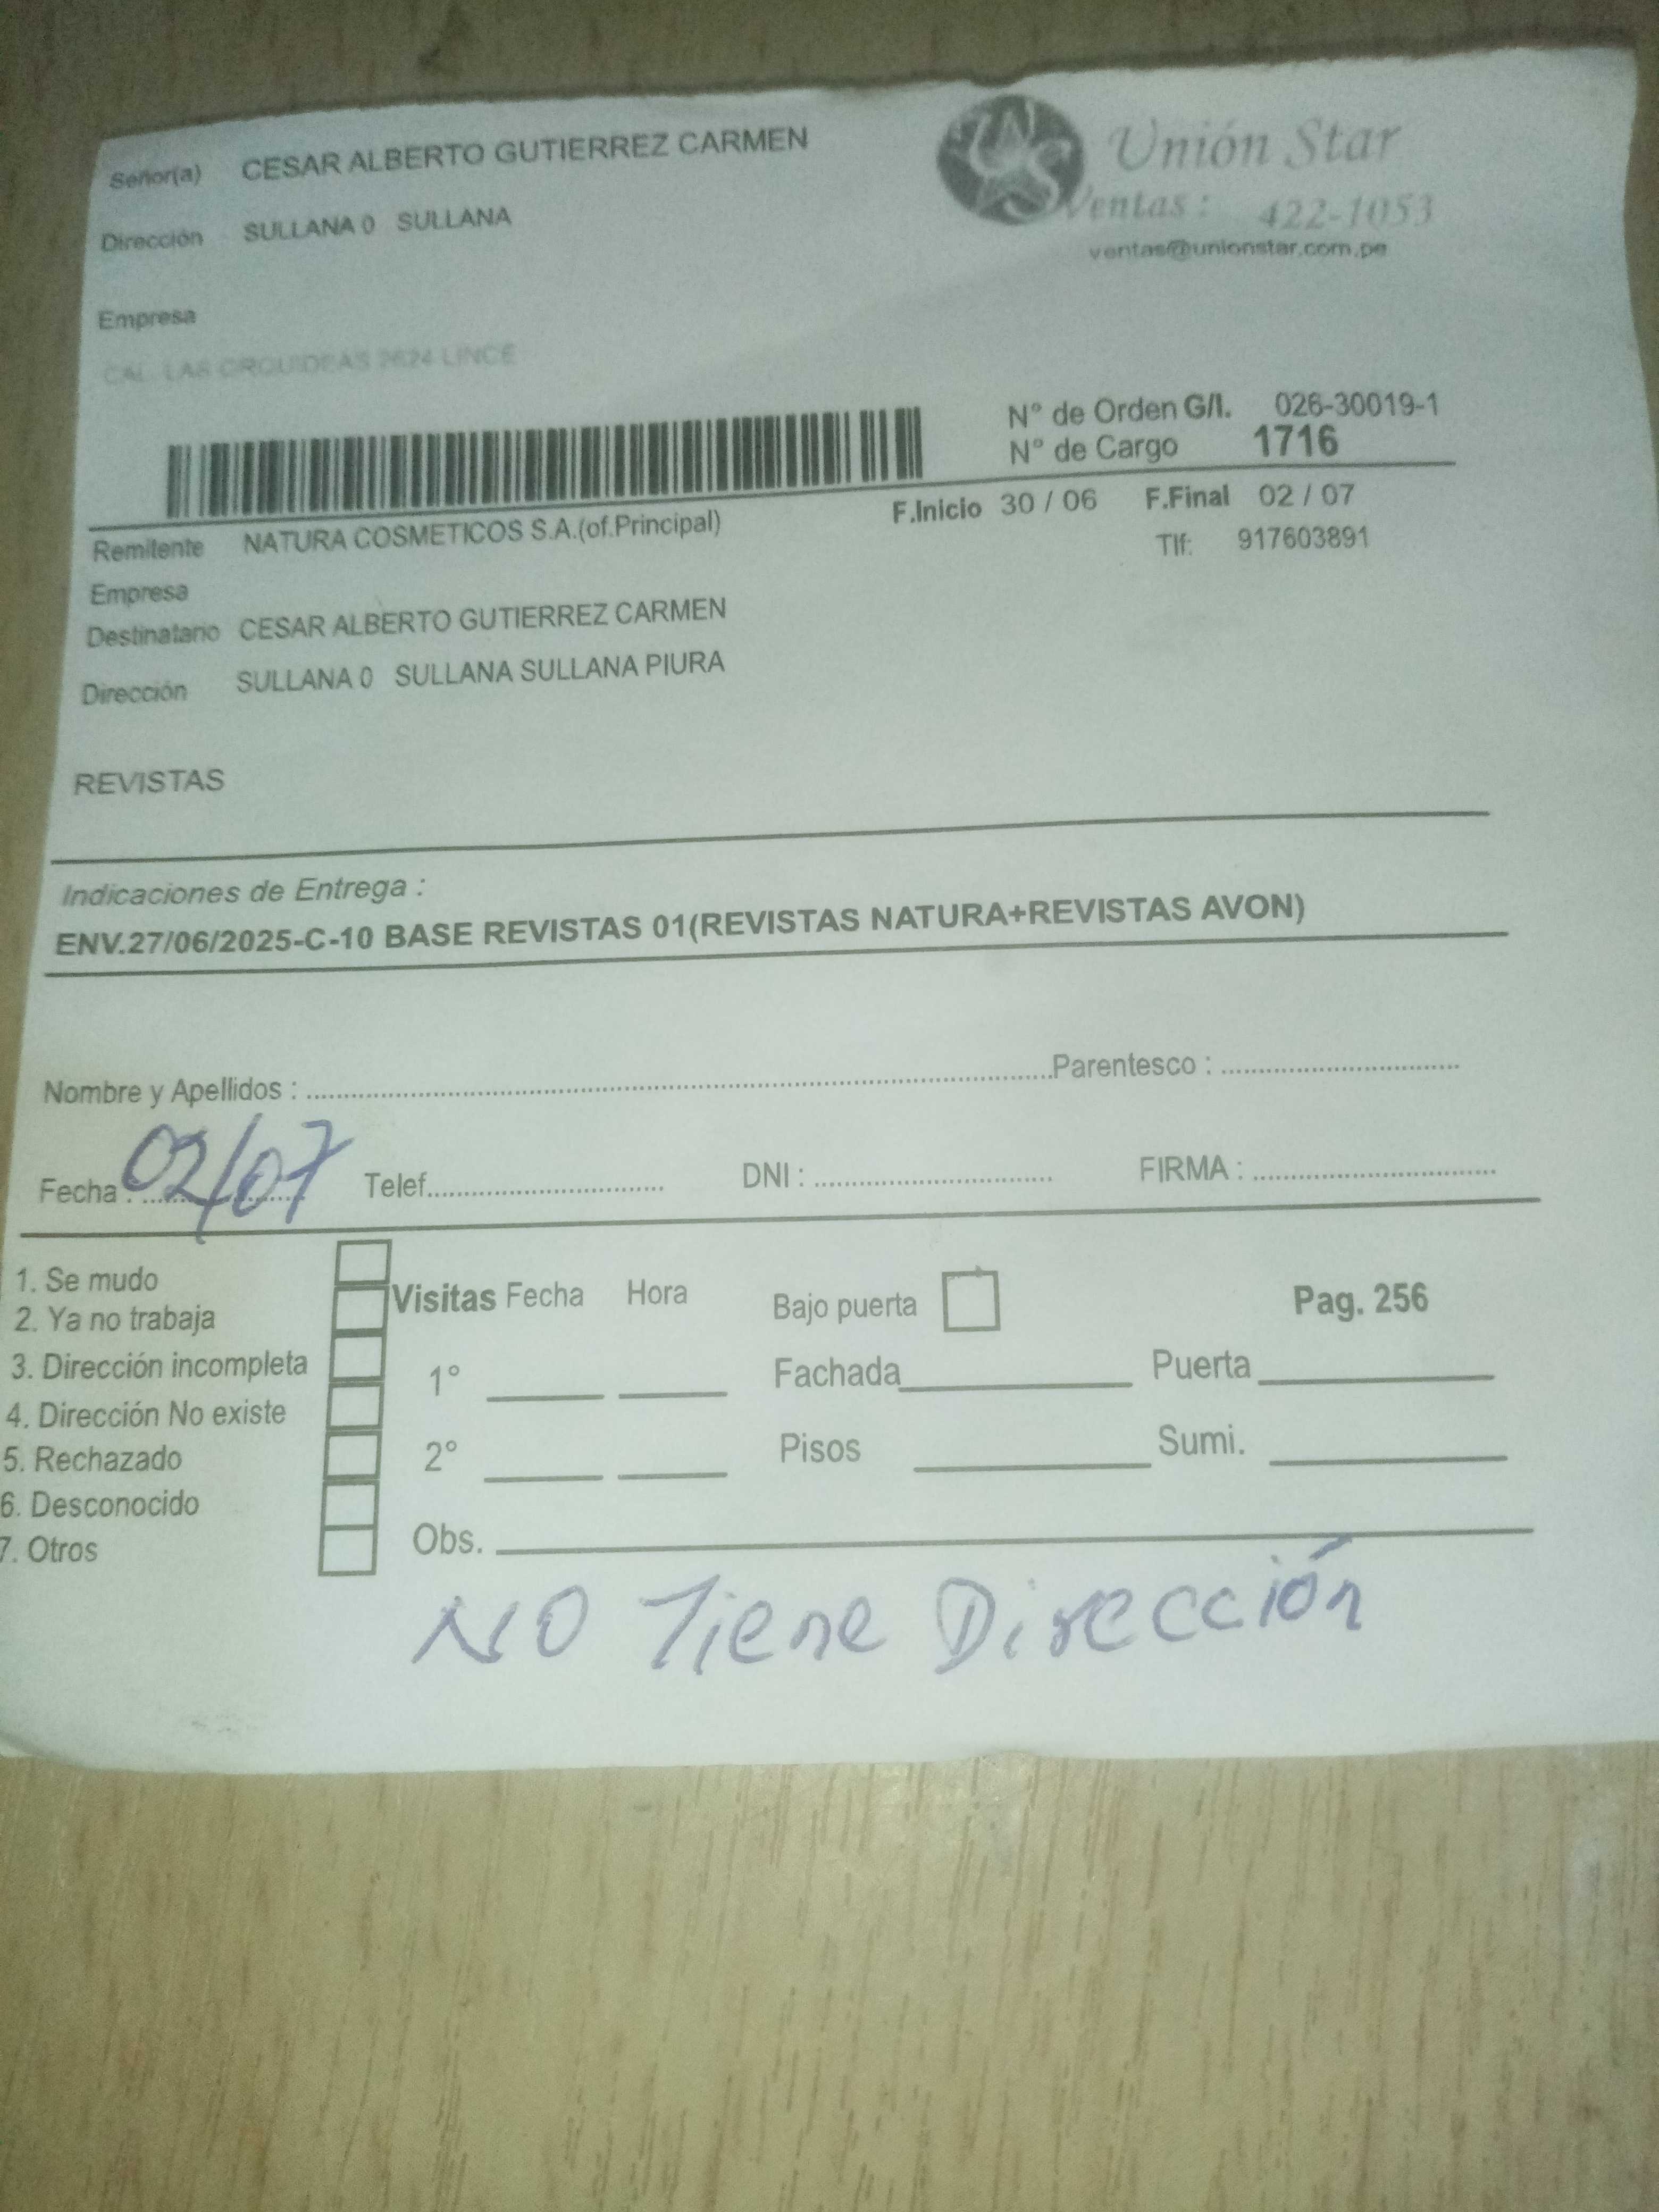 Señor(a) CESAR ALBERTO GUTIERREZ CARMEN
Unión Star
Dirección SULLANA 0 SULLANA
Ventas: 422-1053
ventas@unionstar.com.pe
Empresa
CAL. LAS ORQUIDEAS 2624 LINCE
N° de Orden G/I. 026-30019-1
N° de Cargo 1716
F.Inicio 30 / 06 F.Final 02 / 07
Remitente NATURA COSMETICOS S.A.(of.Principal)
Tlf: 917603891
Empresa
Destinatario CESAR ALBERTO GUTIERREZ CARMEN
Dirección SULLANA 0 SULLANA SULLANA PIURA
REVISTAS
Indicaciones de Entrega :
ENV.27/06/2025-C-10 BASE REVISTAS 01(REVISTAS NATURA+REVISTAS AVON)
Nombre y Apellidos : Parentesco :
Fecha : 02/07 Telef. DNI : FIRMA :
1. Se mudo
2. Ya no trabaja
3. Dirección incompleta
4. Dirección No existe
5. Rechazado
6. Desconocido
7. Otros
Visitas Fecha Hora Bajo puerta Pag. 256
1° Fachada Puerta
2° Pisos Sumi.
Obs.
NO Tiene Dirección